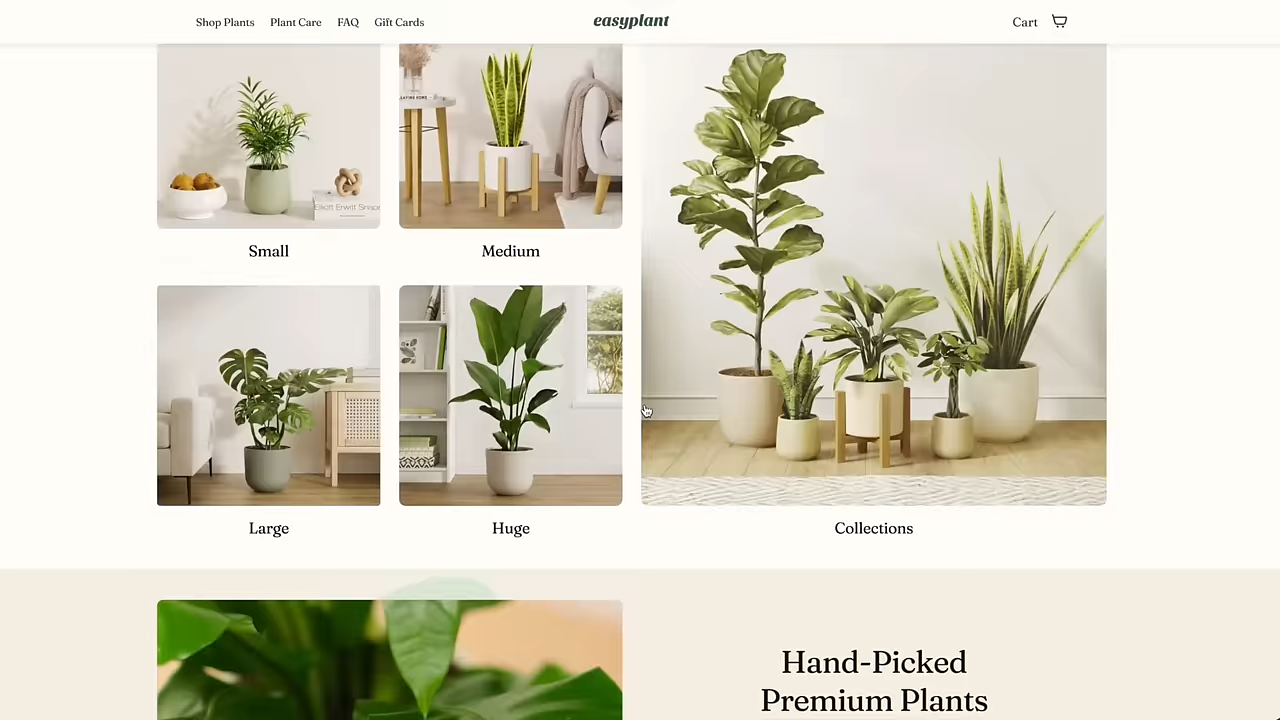 Shop Plants Plant Care FAQ Gift Cards easyplant Cart
Small
Medium
Large
Huge
Collections
Hand-Picked
Premium Plants